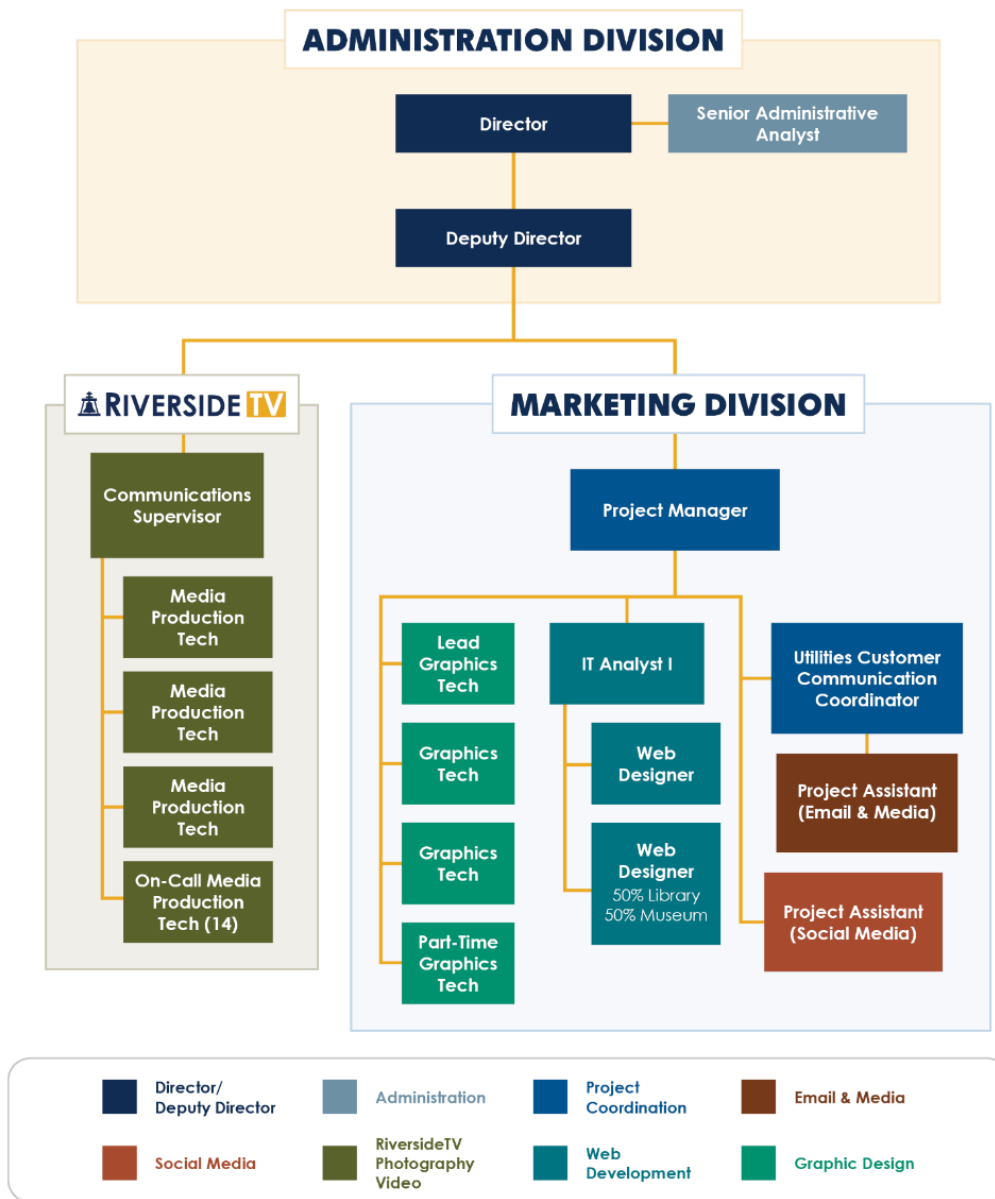 ADMINISTRATION DIVISION
Director
Senior Administrative
Analyst
Deputy Director
RIVERSIDE TV
MARKETING DIVISION
Communications
Supervisor
Media
Production
Tech
Media
Production
Tech
Media
Production
Tech
On-Call Media
Production
Tech (14)
Project Manager
Lead
Graphics
Tech
Graphics
Tech
Graphics
Tech
Part-Time
Graphics
Tech
IT Analyst I
Web
Designer
Web
Designer
50% Library
50% Museum
Utilities Customer
Communication
Coordinator
Project Assistant
(Email & Media)
Project Assistant
(Social Media)
Director/
Deputy Director
Administration
Project
Coordination
Email & Media
Social Media
RiversideTV
Photography
Video
Web
Development
Graphic Design